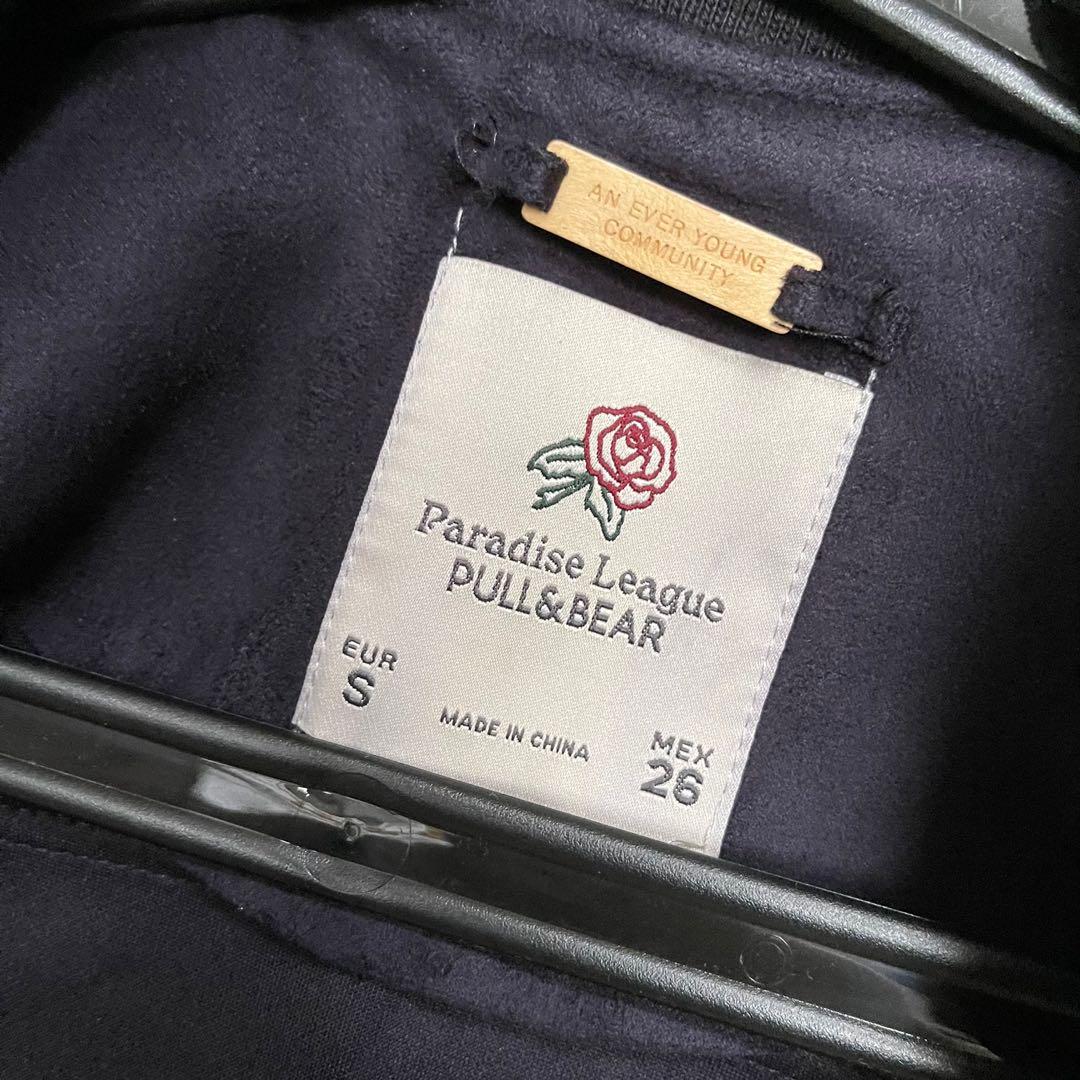 AN EVER YOUNG
COMMUNITY
Paradise League
PULL&BEAR
EUR
S
MADE IN CHINA
MEX
26